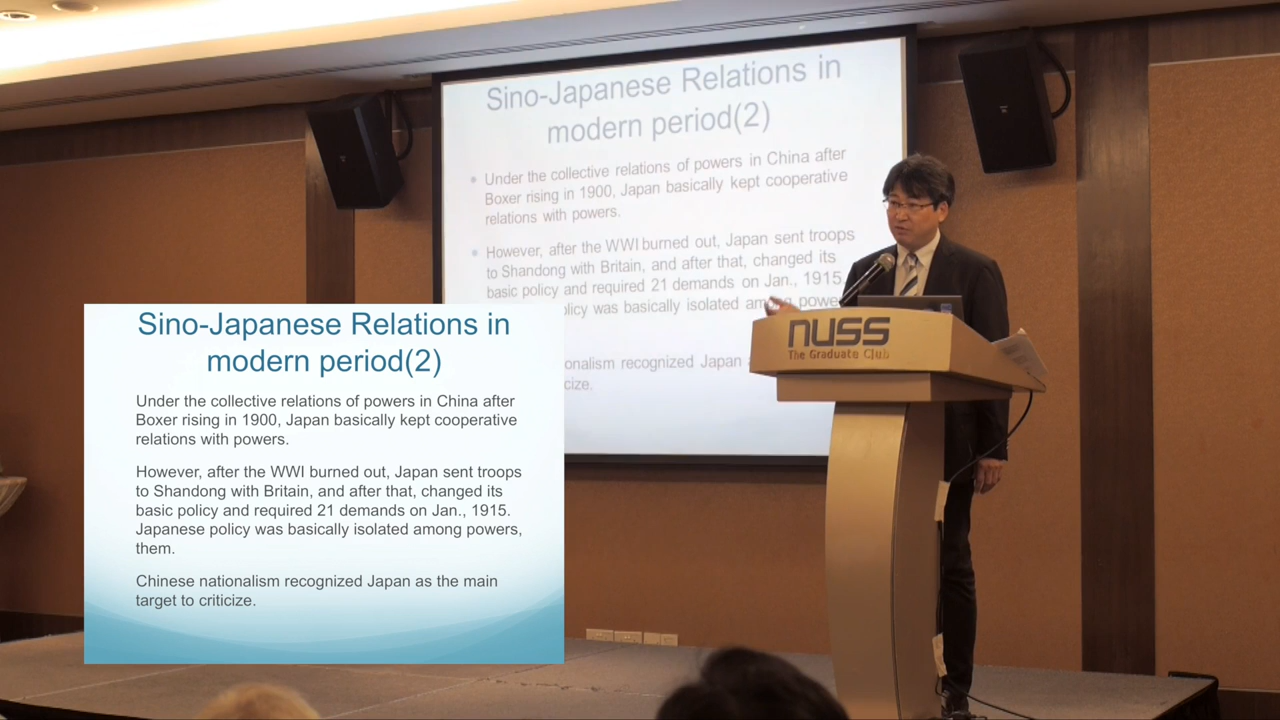 Sino-Japanese Relations in
modern period(2)
Under the collective relations of powers in China after
Boxer rising in 1900, Japan basically kept cooperative
relations with powers.
However, after the WWI burned out, Japan sent troops
to Shandong with Britain, and after that, changed its
basic policy and required 21 demands on Jan., 1915.
policy was basically isolated among
onalism recognized Japan
cize.
nuss
The Graduate Club
Sino-Japanese Relations in
modern period(2)
Under the collective relations of powers in China after
Boxer rising in 1900, Japan basically kept cooperative
relations with powers.
However, after the WWI burned out, Japan sent troops
to Shandong with Britain, and after that, changed its
basic policy and required 21 demands on Jan., 1915.
Japanese policy was basically isolated among powers,
them.
Chinese nationalism recognized Japan as the main
target to criticize.